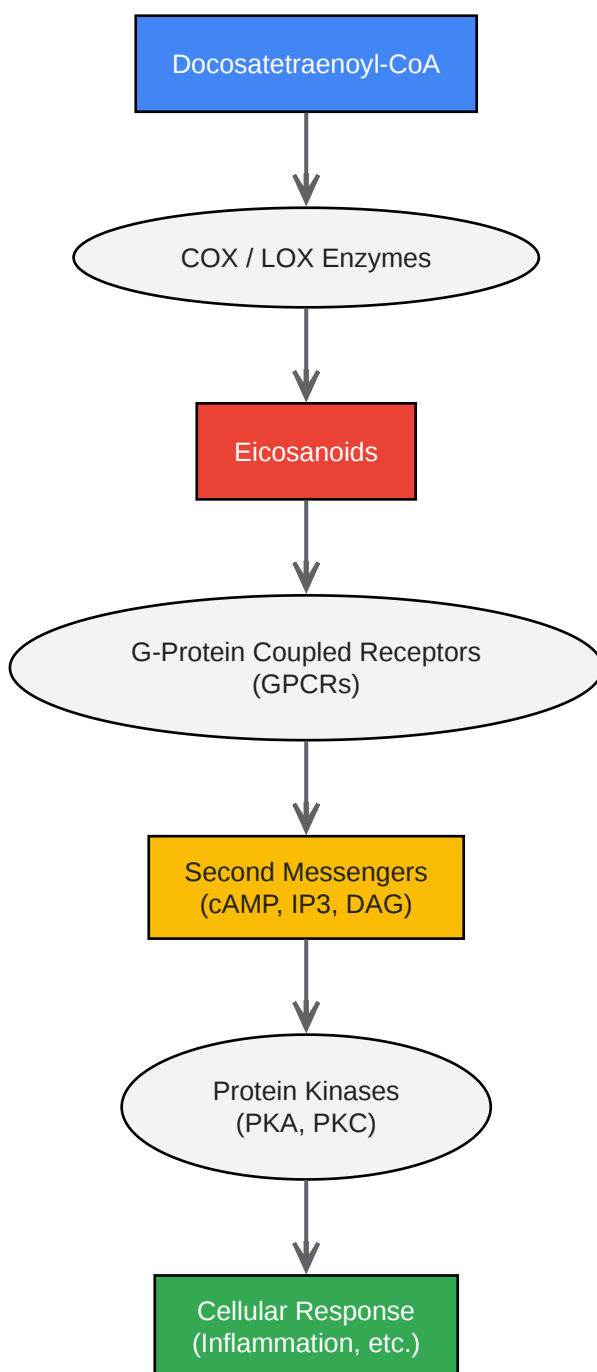 Docosatetraenoyl-CoA
COX / LOX Enzymes
Eicosanoids
G-Protein Coupled Receptors
(GPCRs)
Second Messengers
(cAMP, IP3, DAG)
Protein Kinases
(PKA, PKC)
Cellular Response
(Inflammation, etc.)